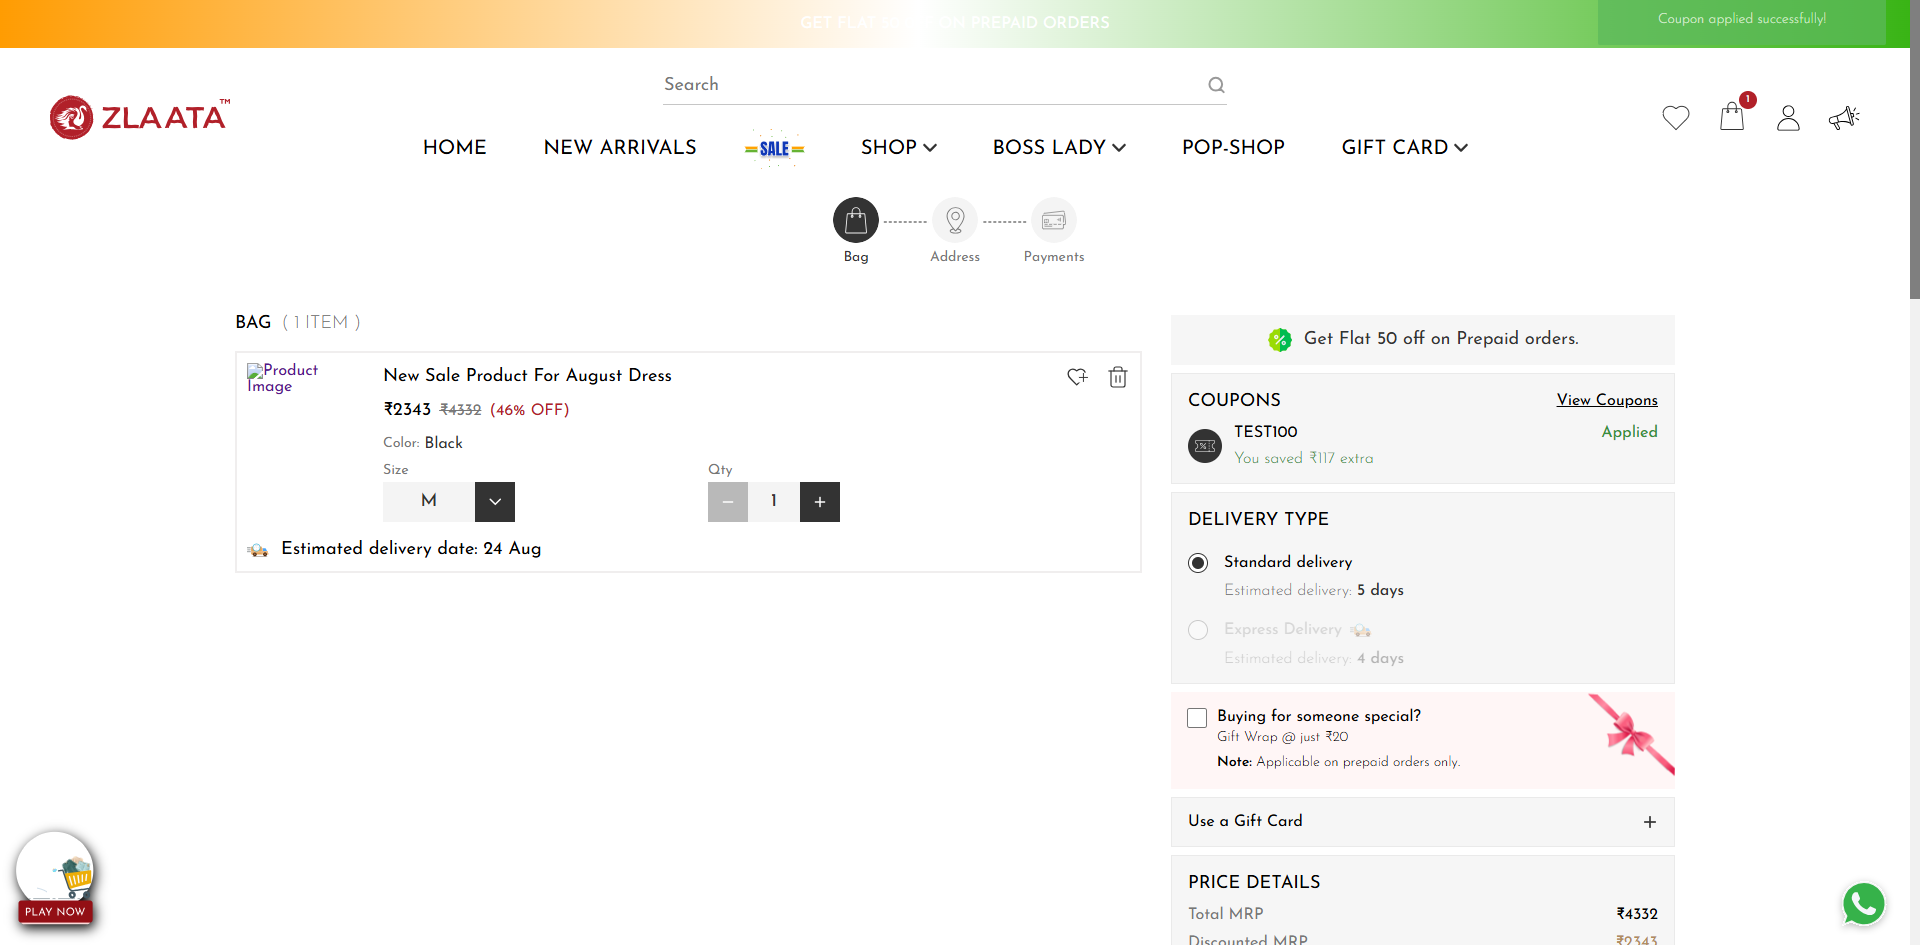 GET FLAT ON PREPAID ORDERS
Coupon applied successfully!
Search
ZLAATA™
1
HOME
NEW ARRIVALS
SALE
SHOP
BOSS LADY
POP-SHOP
GIFT CARD
Bag
Address
Payments
BAG ( 1 ITEM )
Product Image
New Sale Product For August Dress
₹2343 ₹4332 (46% OFF)
Color: Black
Size
Qty
M
1
Estimated delivery date: 24 Aug
Get Flat 50 off on Prepaid orders.
COUPONS
View Coupons
TEST100
Applied
You saved ₹117 extra
DELIVERY TYPE
Standard delivery
Estimated delivery: 5 days
Express Delivery
Estimated delivery: 4 days
Buying for someone special?
Gift Wrap @ just ₹20
Note: Applicable on prepaid orders only.
Use a Gift Card
PRICE DETAILS
Total MRP ₹4332
Discounted MRP ₹2343
PLAY NOW